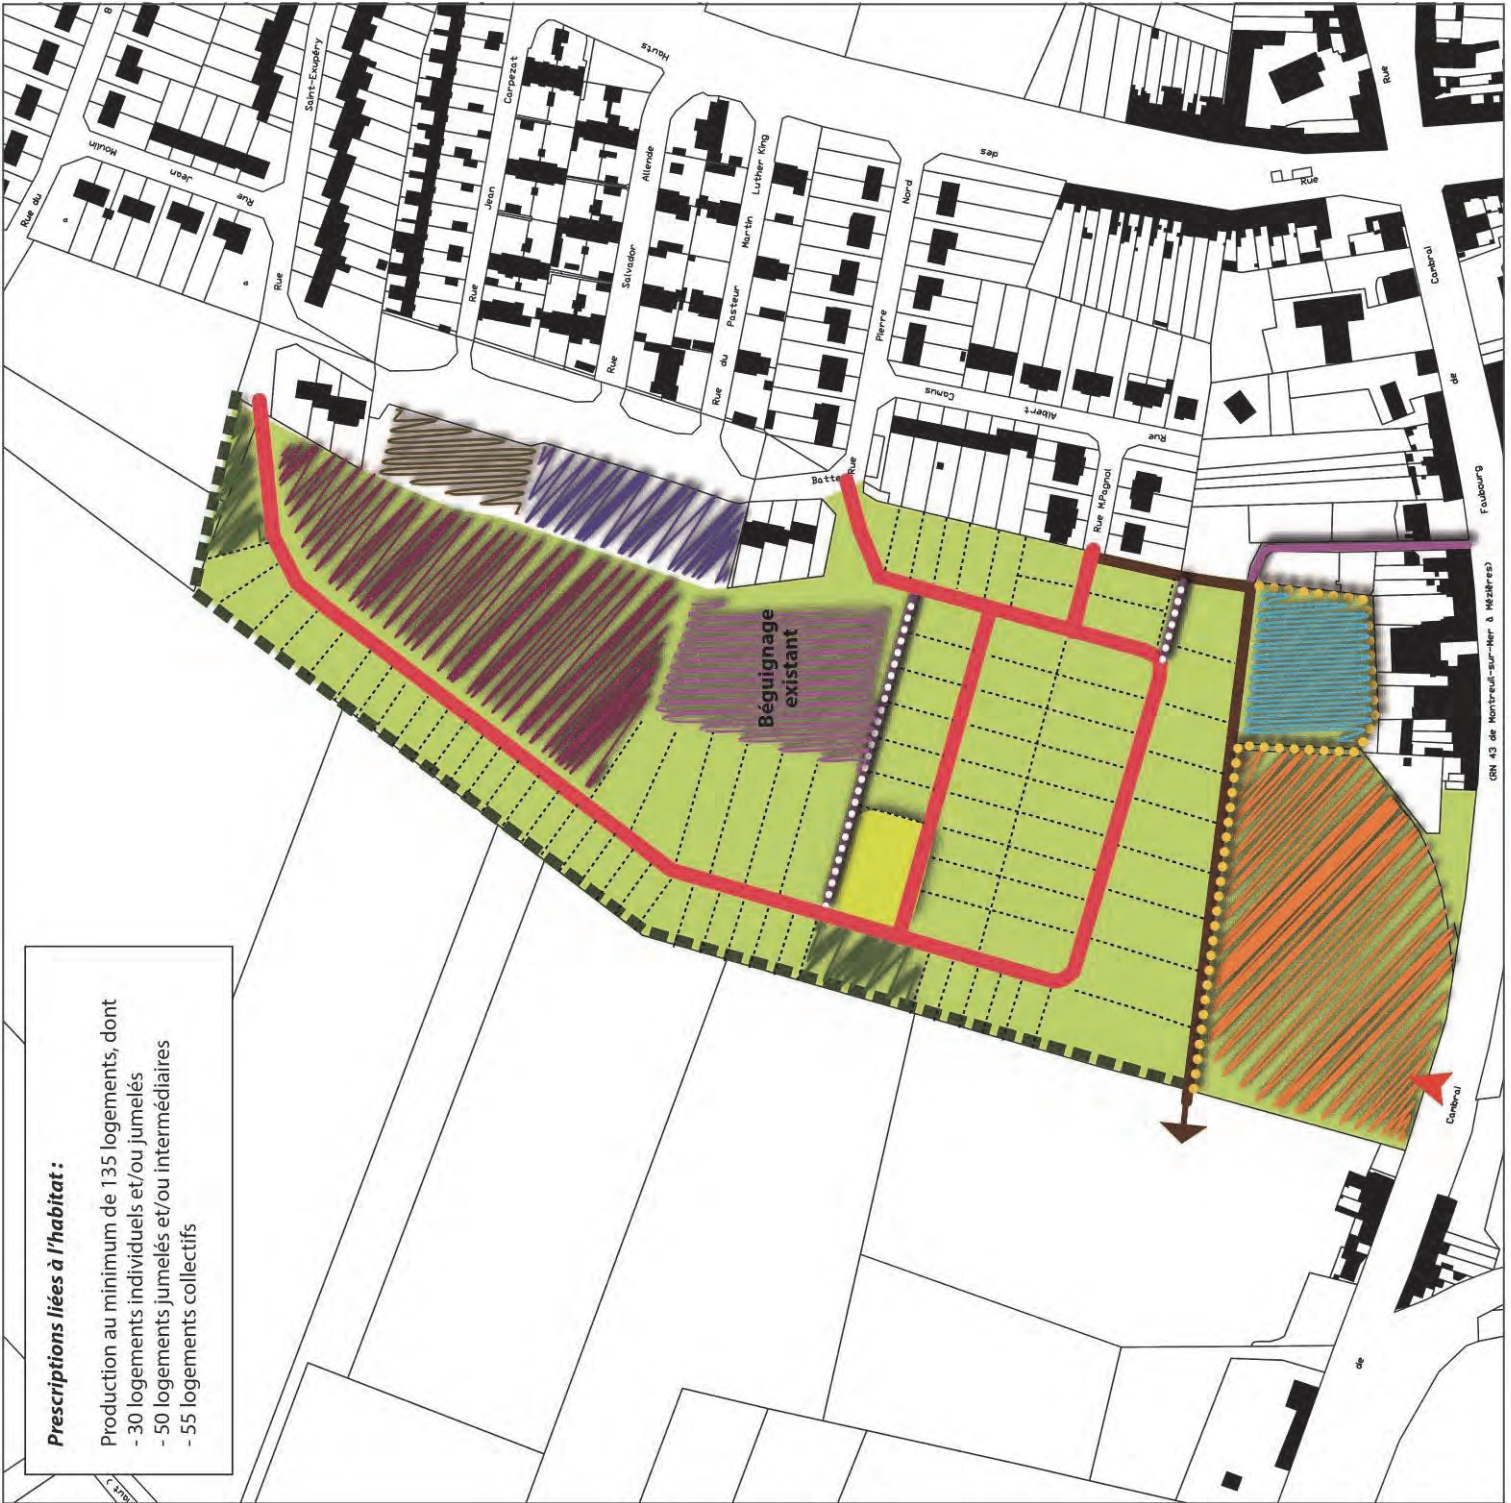 Prescriptions liées à l'habitat :
Production au minimum de 135 logements, dont
- 30 logements individuels et/ou jumelés
- 50 logements jumelés et/ou intermédiaires
- 55 logements collectifs
Béguignage
existant
Rue du
Rue
Jean
Moulin
Rue
Saint-Exupéry
Rue
Jean
Carpezat
Rue
Salvador
Allende
Hauts
Rue
du
Pasteur
Martin
Luther King
Rue
Pierre
Nord
des
Rue
Rue
Rue
Albert
Camus
Rue M.Pagnol
Cambrai
de
Faubourg
(RN 43 de Montreuil-sur-Mer à Mézières)
Cambrai
de